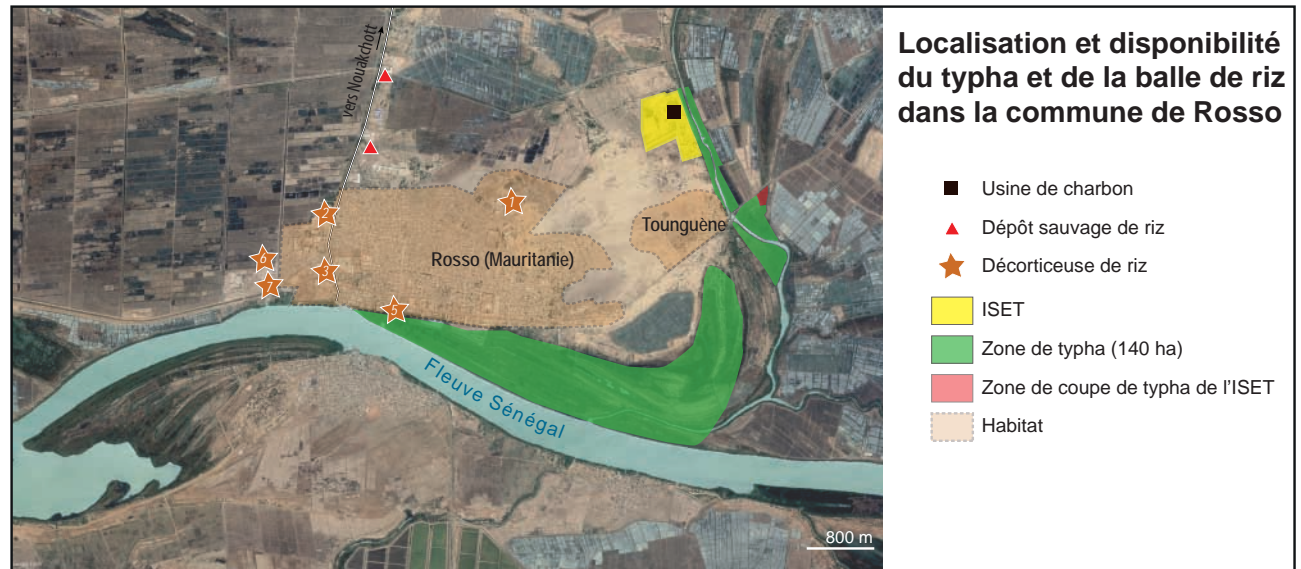 Localisation et disponibilité
du typha et de la balle de riz
dans la commune de Rosso
Usine de charbon
Dépôt sauvage de riz
Décorticeuse de riz
ISET
Zone de typha (140 ha)
Zone de coupe de typha de l'ISET
Habitat
vers Nouakchott
1
2
Tounguène
Rosso (Mauritanie)
6
3
7
5
Fleuve Sénégal
800 m